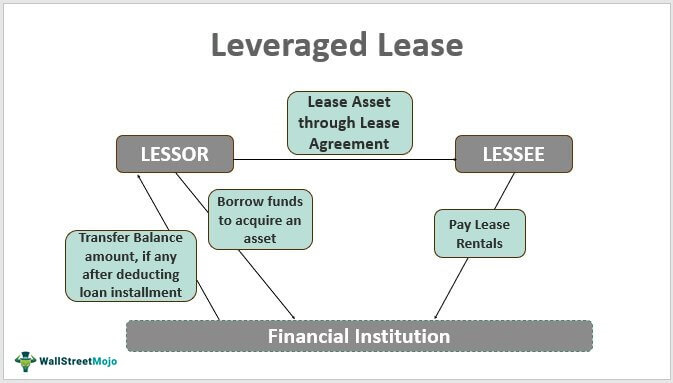 Leveraged Lease
Lease Asset
through Lease
Agreement
LESSOR
LESSEE
Borrow funds
to acquire an
asset
Pay Lease
Rentals
Transfer Balance
amount, if any
after deducting
loan installment
Financial Institution
WallStreetMojo